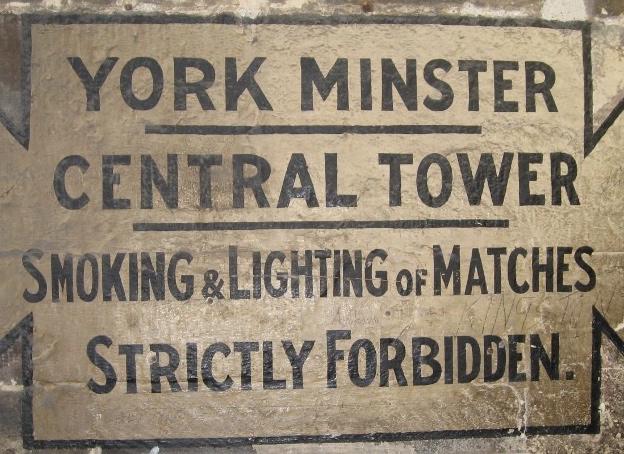 YORK MINSTER
CENTRAL TOWER
SMOKING & LIGHTING OF MATCHES
STRICTLY FORBIDDEN.